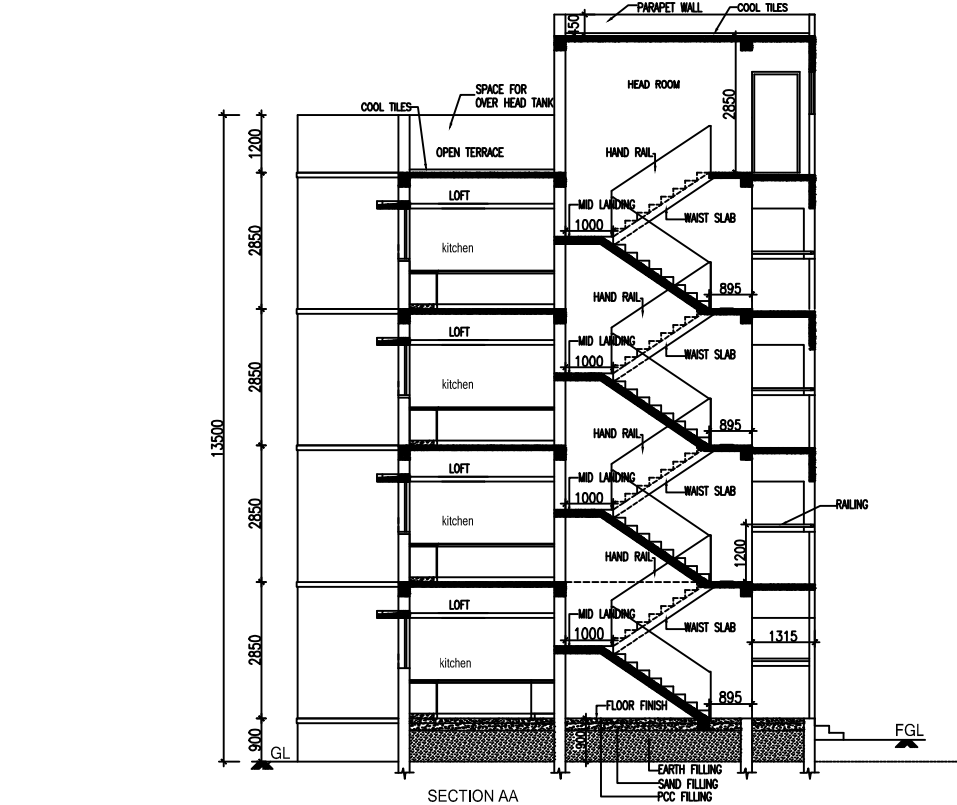 PARAPET WALL
COOL TILES
450
HEAD ROOM
2850
SPACE FOR
OVER HEAD TANK
COOL TILES
1200
OPEN TERRACE
HAND RAIL
LOFT
MID LANDING
1000
WAIST SLAB
2850
kitchen
895
HAND RAIL
LOFT
MID LANDING
1000
WAIST SLAB
2850
kitchen
895
13500
HAND RAIL
LOFT
MID LANDING
1000
WAIST SLAB
RAILING
2850
kitchen
1200
HAND RAIL
LOFT
MID LANDING
1000
WAIST SLAB
1315
2850
kitchen
895
FLOOR FINISH
900
GL
900
FGL
EARTH FILLING
SAND FILLING
PCC FILLING
SECTION AA